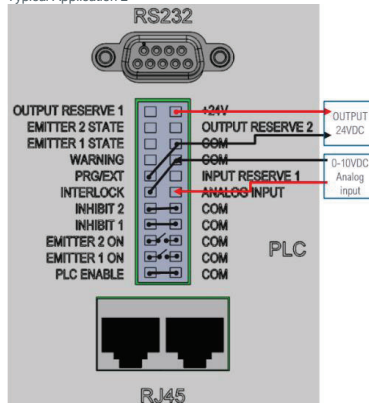 Typical Application 2
RS232
OUTPUT RESERVE 1 +24V
EMITTER 2 STATE OUTPUT RESERVE 2
EMITTER 1 STATE COM
WARNING COM
PRG/EXT INPUT RESERVE 1
INTERLOCK ANALOG INPUT
INHIBIT 2 COM
INHIBIT 1 COM
EMITTER 2 ON COM
EMITTER 1 ON COM
PLC ENABLE COM
PLC
OUTPUT
24VDC
0-10VDC
Analog
input
RJ45